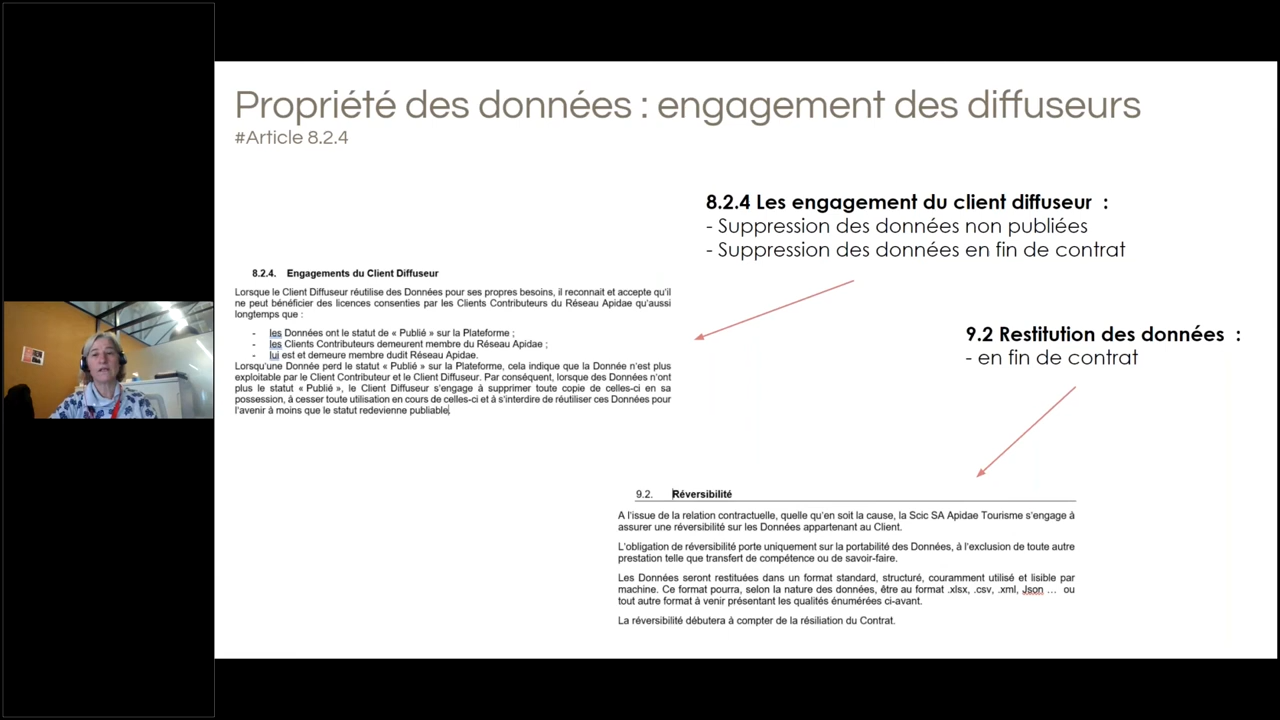 Propriété des données : engagement des diffuseurs
#Article 8.2.4
8.2.4 Les engagement du client diffuseur :
- Suppression des données non publiées
- Suppression des données en fin de contrat
8.2.4. Engagements du Client Diffuseur
Lorsque le Client Diffuseur réutilise des Données pour ses propres besoins, il reconnait et accepte qu'il
ne peut bénéficier des licences consenties par les Clients Contributeurs du Réseau Apidae qu'aussi
longtemps que :
- les Données ont le statut de « Publié » sur la Plateforme ;
- les Clients Contributeurs demeurent membre du Réseau Apidae ;
- lui est et demeure membre dudit Réseau Apidae.
Lorsqu'une Donnée perd le statut « Publié » sur la Plateforme, cela indique que la Donnée n'est plus
exploitable par le Client Contributeur et le Client Diffuseur. Par conséquent, lorsque des Données n'ont
plus le statut « Publié », le Client Diffuseur s'engage à supprimer toute copie de celles-ci en sa
possession, à cesser toute utilisation en cours de celles-ci et à s'interdire de réutiliser ces Données pour
l'avenir à moins que le statut redevienne publiable.
9.2 Restitution des données :
- en fin de contrat
9.2. Réversibilité
A l'issue de la relation contractuelle, quelle qu'en soit la cause, la Scic SA Apidae Tourisme s'engage à
assurer une réversibilité sur les Données appartenant au Client.
L'obligation de réversibilité porte uniquement sur la portabilité des Données, à l'exclusion de toute autre
prestation telle que transfert de compétence ou de savoir-faire.
Les Données seront restituées dans un format standard, structuré, couramment utilisé et lisible par
machine. Ce format pourra, selon la nature des données, être au format .xlsx, .csv, .xml, Json … ou
tout autre format à venir présentant les qualités énumérées ci-avant.
La réversibilité débutera à compter de la résiliation du Contrat.